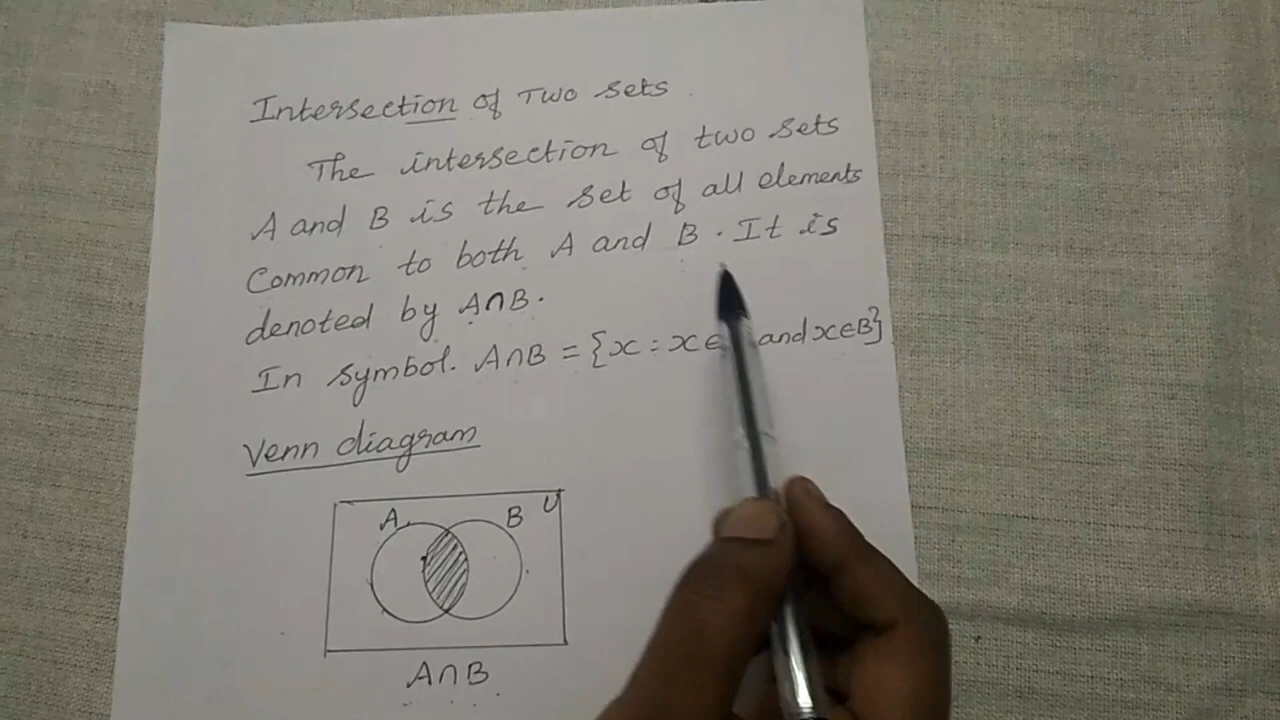 Intersection of Two Sets
The intersection of two sets
A and B is the set of all elements
Common to both A and B. It is
denoted by A∩B.
In symbol. A∩B = {x : x ∈ and x∈B}
Venn diagram
A B U
A∩B